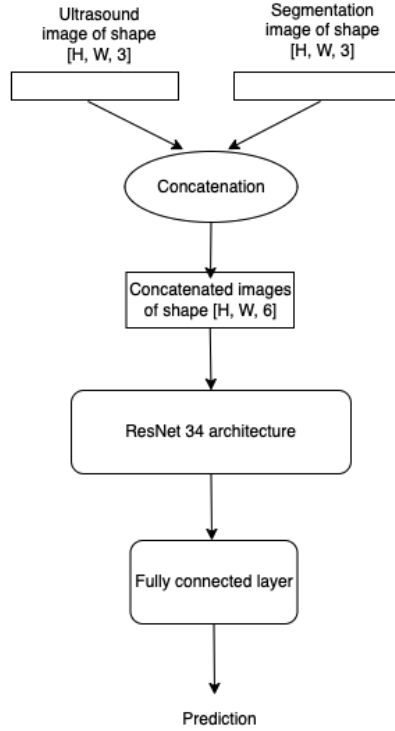 Ultrasound
image of shape
[H, W, 3]
Segmentation
image of shape
[H, W, 3]
Concatenation
Concatenated images
of shape [H, W, 6]
ResNet 34 architecture
Fully connected layer
Prediction